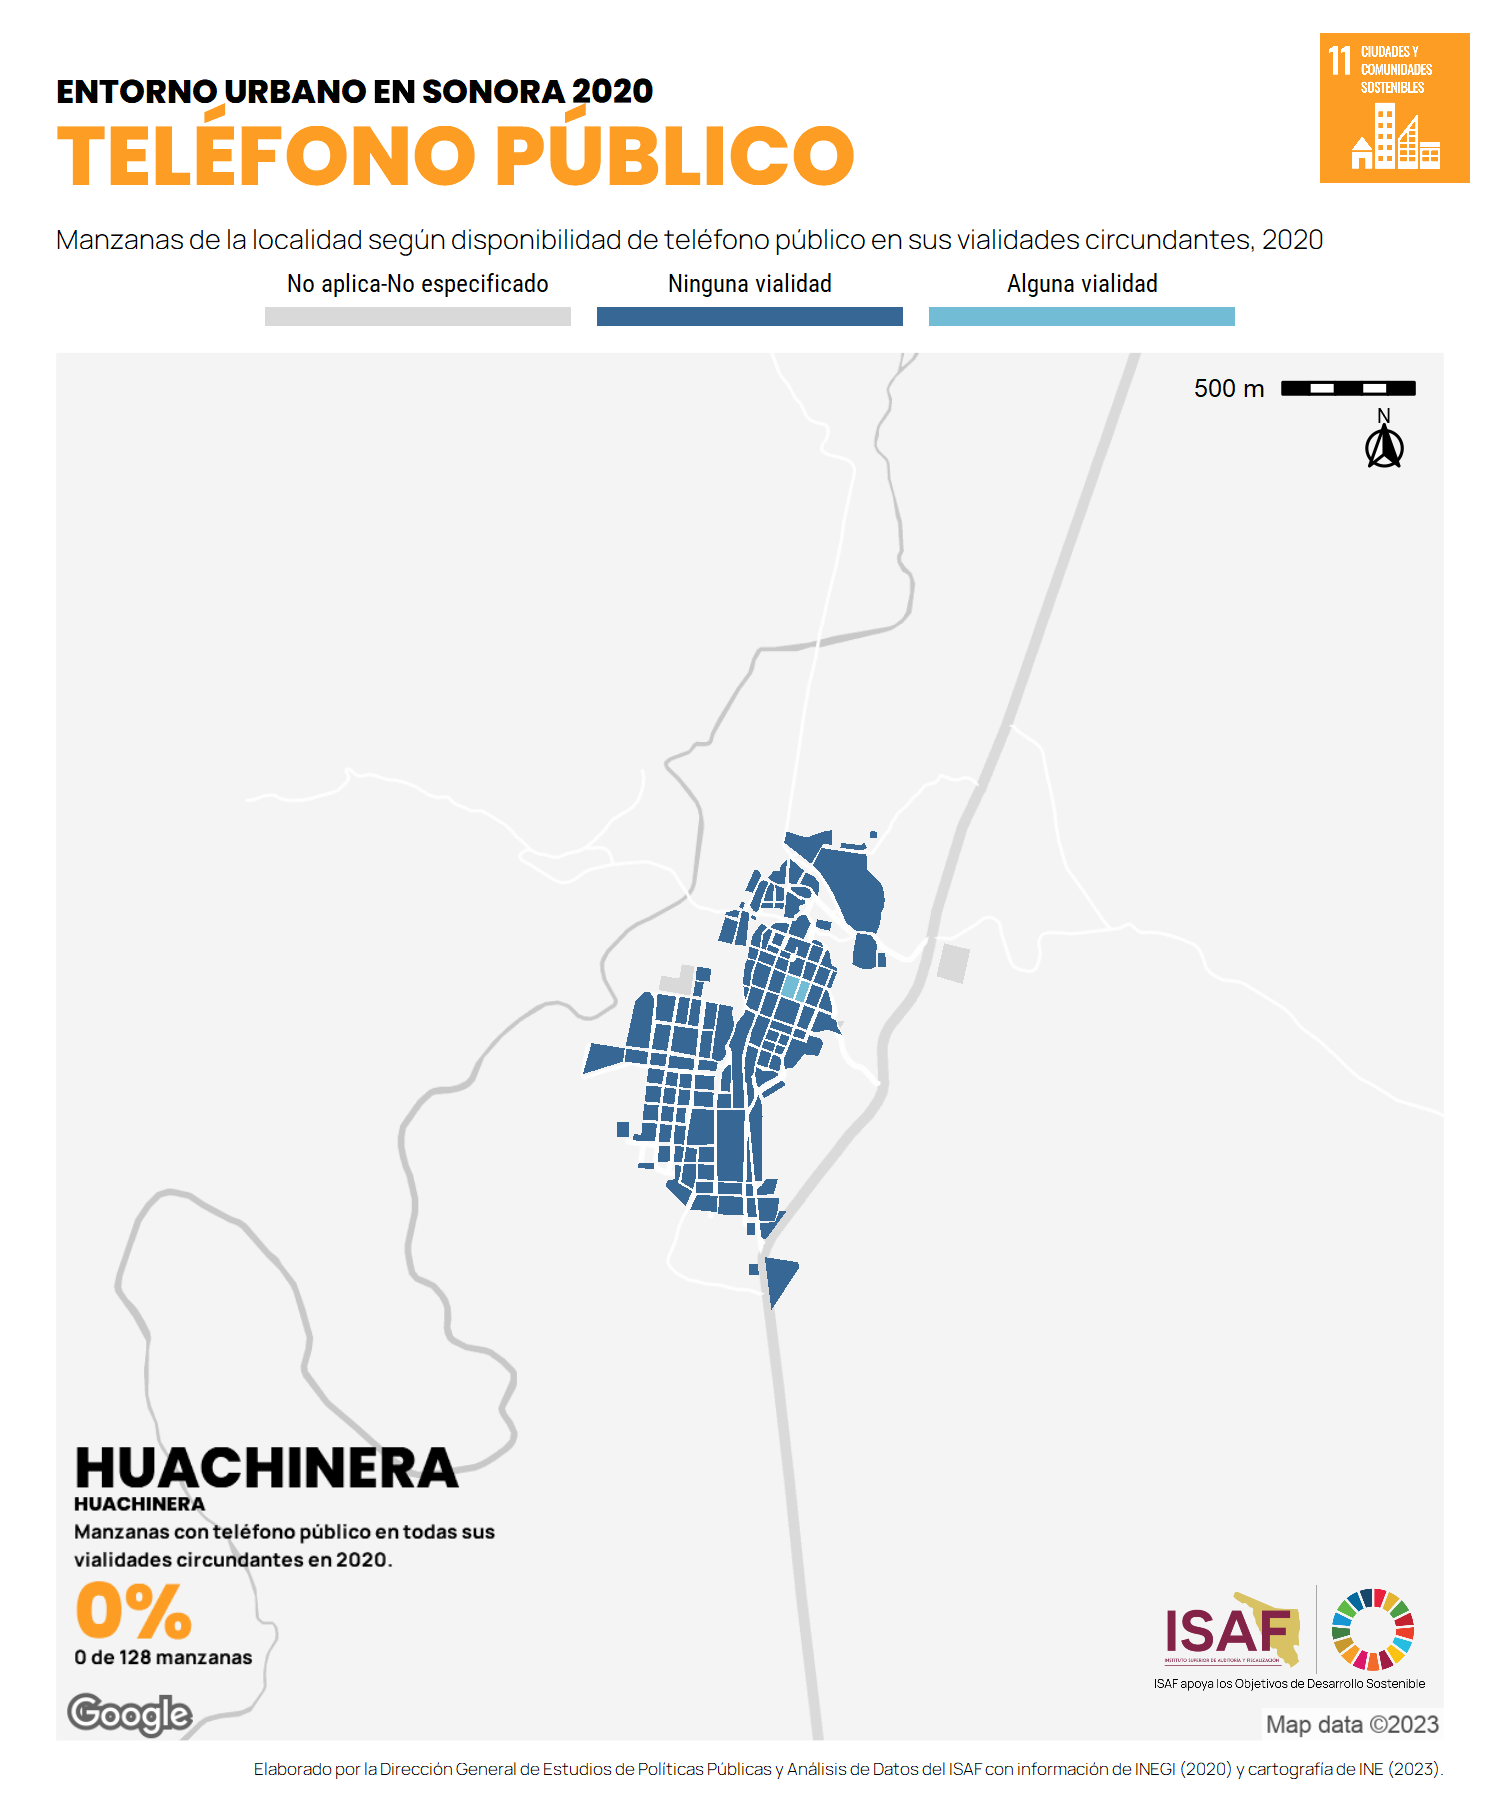 ENTORNO URBANO EN SONORA 2020
TELÉFONO PÚBLICO
11 CIUDADES Y
COMUNIDADES
SOSTENIBLES
Manzanas de la localidad según disponibilidad de teléfono público en sus vialidades circundantes, 2020
No aplica-No especificado
Ninguna vialidad
Alguna vialidad
500 m
N
HUACHINERA
HUACHINERA
Manzanas con teléfono público en todas sus
vialidades circundantes en 2020.
0%
0 de 128 manzanas
Google
ISAF
INSTITUTO SUPERIOR DE AUDITORÍA Y FISCALIZACIÓN
ISAF apoya los Objetivos de Desarrollo Sostenible
Map data ©2023
Elaborado por la Dirección General de Estudios de Políticas Públicas y Análisis de Datos del ISAF con información de INEGI (2020) y cartografía de INE (2023).